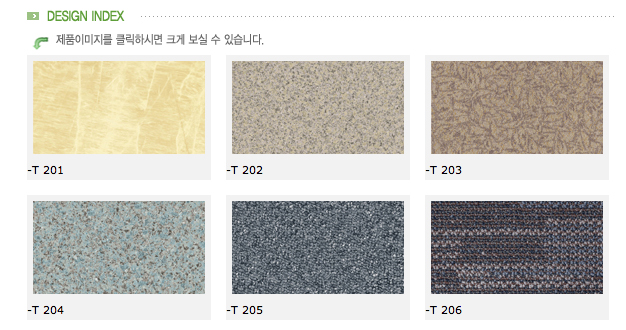 DESIGN INDEX
제품이미지를 클릭하시면 크게 보실 수 있습니다.
-T 201
-T 202
-T 203
-T 204
-T 205
-T 206